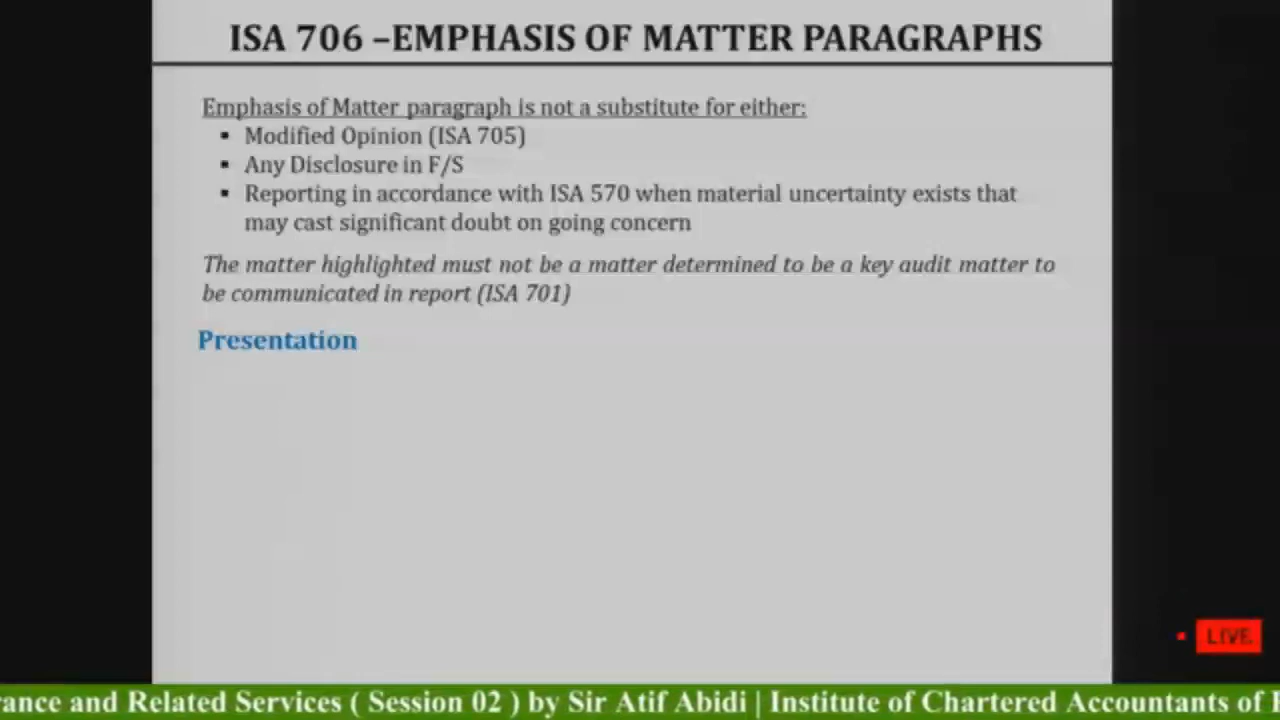 ISA 706 –EMPHASIS OF MATTER PARAGRAPHS
Emphasis of Matter paragraph is not a substitute for either:
▪ Modified Opinion (ISA 705)
▪ Any Disclosure in F/S
▪ Reporting in accordance with ISA 570 when material uncertainty exists that
may cast significant doubt on going concern
The matter highlighted must not be a matter determined to be a key audit matter to
be communicated in report (ISA 701)
Presentation
LIVE
and Related Services ( Session 02 ) by Sir Atif Abidi | Institute of Chartered Accountants of